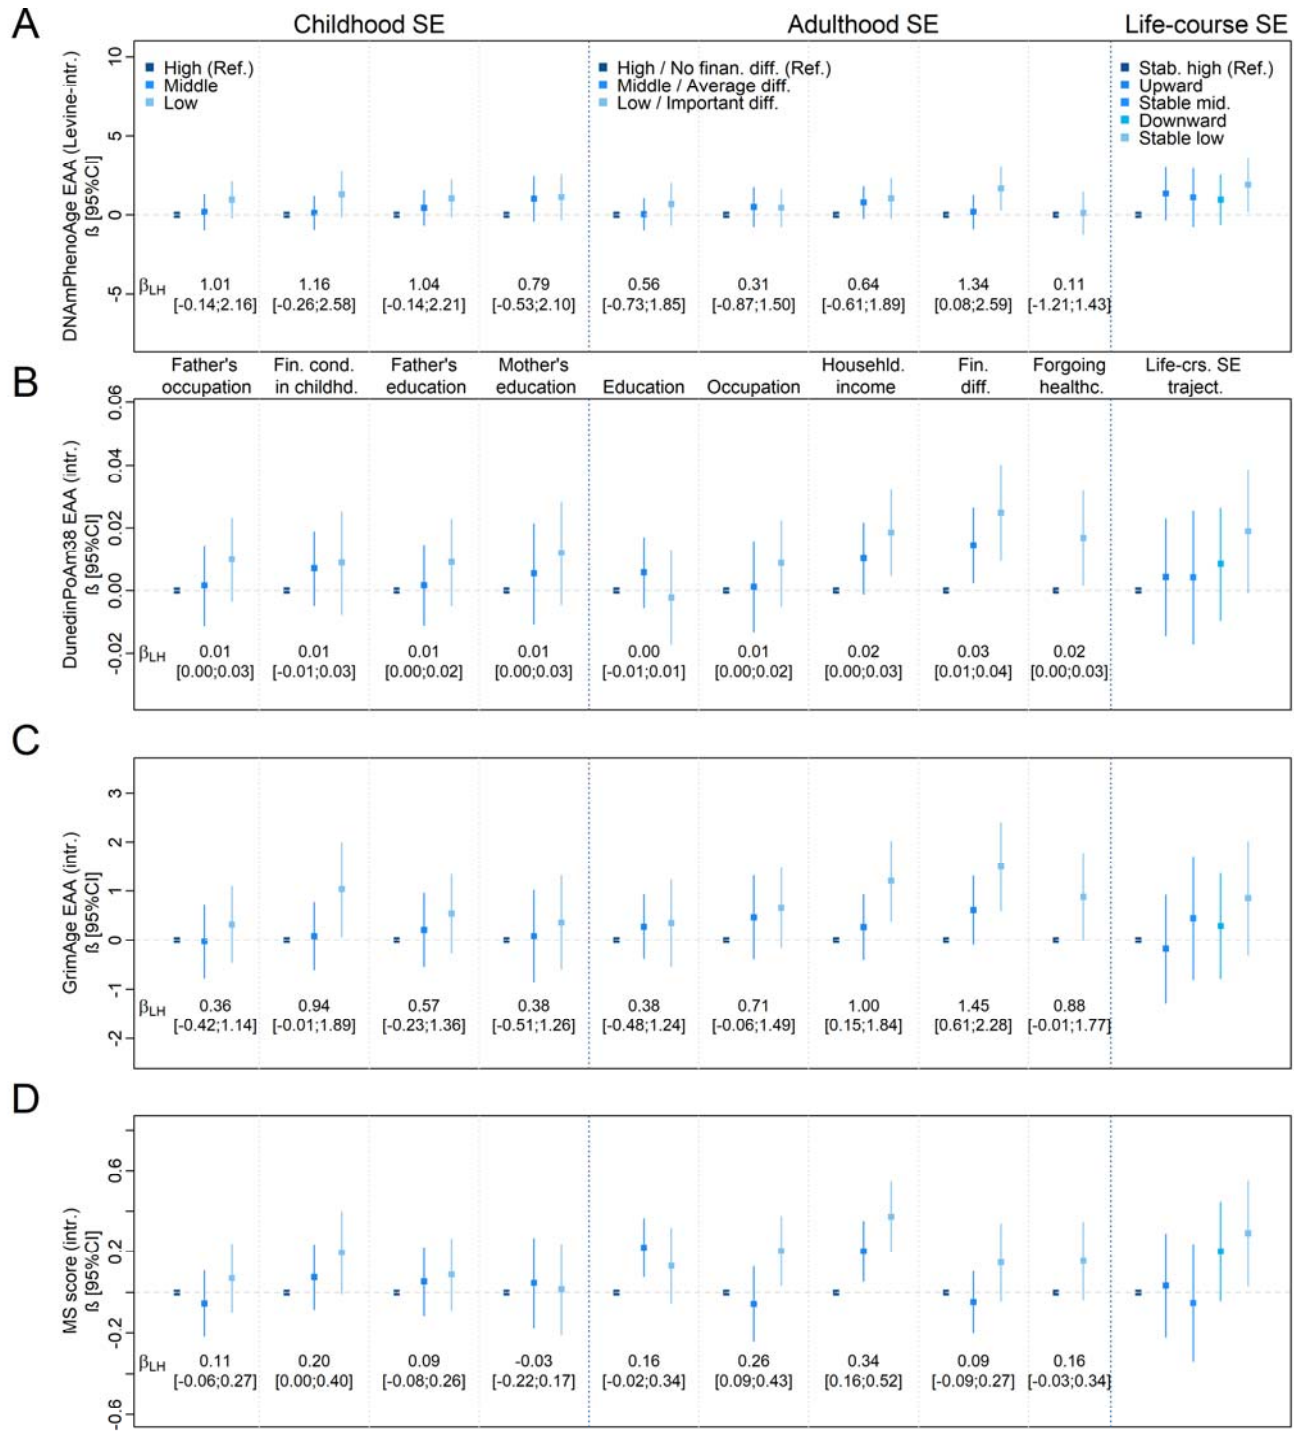 A
Childhood SE
Adulthood SE
Life-course SE
DNAmPhenoAge EAA (Levine-intr.)
ß [95%CI]
10
5
0
-5
High (Ref.)
Middle
Low
High / No finan. diff. (Ref.)
Middle / Average diff.
Low / Important diff.
Stab. high (Ref.)
Upward
Stable mid.
Downward
Stable low
βLH
1.01 1.16 1.04 0.79 0.56 0.31 0.64 1.34 0.11
[-0.14;2.16] [-0.26;2.58] [-0.14;2.21] [-0.53;2.10] [-0.73;1.85] [-0.87;1.50] [-0.61;1.89] [0.08;2.59] [-1.21;1.43]
B
Father's
occupation
Fin. cond.
in childhd.
Father's
education
Mother's
education
Education
Occupation
Househld.
income
Fin.
diff.
Forgoing
healthc.
Life-crs. SE
traject.
DunedinPoAm38 EAA (intr.)
ß [95%CI]
0.06
0.04
0.02
0.00
-0.02
βLH
0.01 0.01 0.01 0.01 0.00 0.01 0.02 0.03 0.02
[0.00;0.03] [-0.01;0.03] [0.00;0.02] [0.00;0.03] [-0.01;0.01] [0.00;0.02] [0.00;0.03] [0.01;0.04] [0.00;0.03]
C
GrimAge EAA (intr.)
ß [95%CI]
3
2
1
0
-1
-2
βLH
0.36 0.94 0.57 0.38 0.38 0.71 1.00 1.45 0.88
[-0.42;1.14] [-0.01;1.89] [-0.23;1.36] [-0.51;1.26] [-0.48;1.24] [-0.06;1.49] [0.15;1.84] [0.61;2.28] [-0.01;1.77]
D
MS score (intr.)
ß [95%CI]
0.6
0.2
-0.2
-0.6
βLH
0.11 0.20 0.09 -0.03 0.16 0.26 0.34 0.09 0.16
[-0.06;0.27] [0.00;0.40] [-0.08;0.26] [-0.22;0.17] [-0.02;0.34] [0.09;0.43] [0.16;0.52] [-0.09;0.27] [-0.03;0.34]